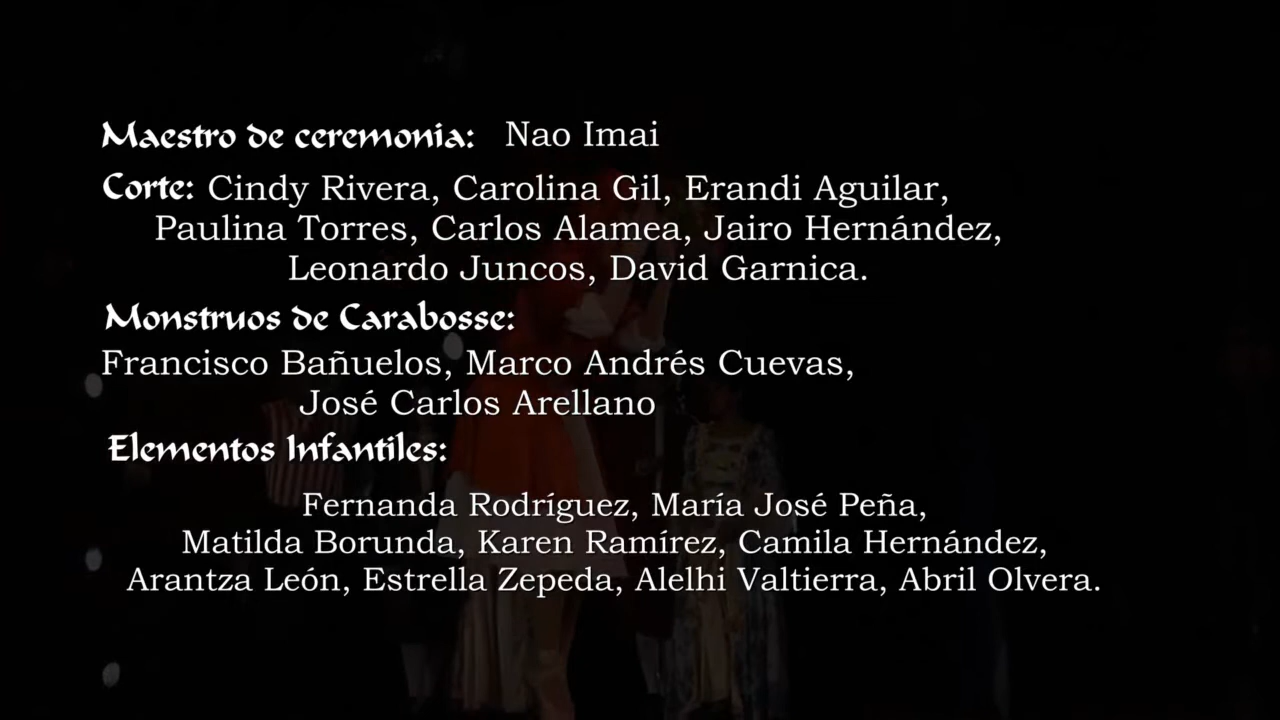 Maestro de ceremonia: Nao Imai
Corte: Cindy Rivera, Carolina Gil, Erandi Aguilar,
Paulina Torres, Carlos Alamea, Jairo Hernández,
Leonardo Juncos, David Garnica.
Monstruos de Carabosse:
Francisco Bañuelos, Marco Andrés Cuevas,
José Carlos Arellano
Elementos Infantiles:
Fernanda Rodríguez, María José Peña,
Matilda Borunda, Karen Ramírez, Camila Hernández,
Arantza León, Estrella Zepeda, Alelhi Valtierra, Abril Olvera.